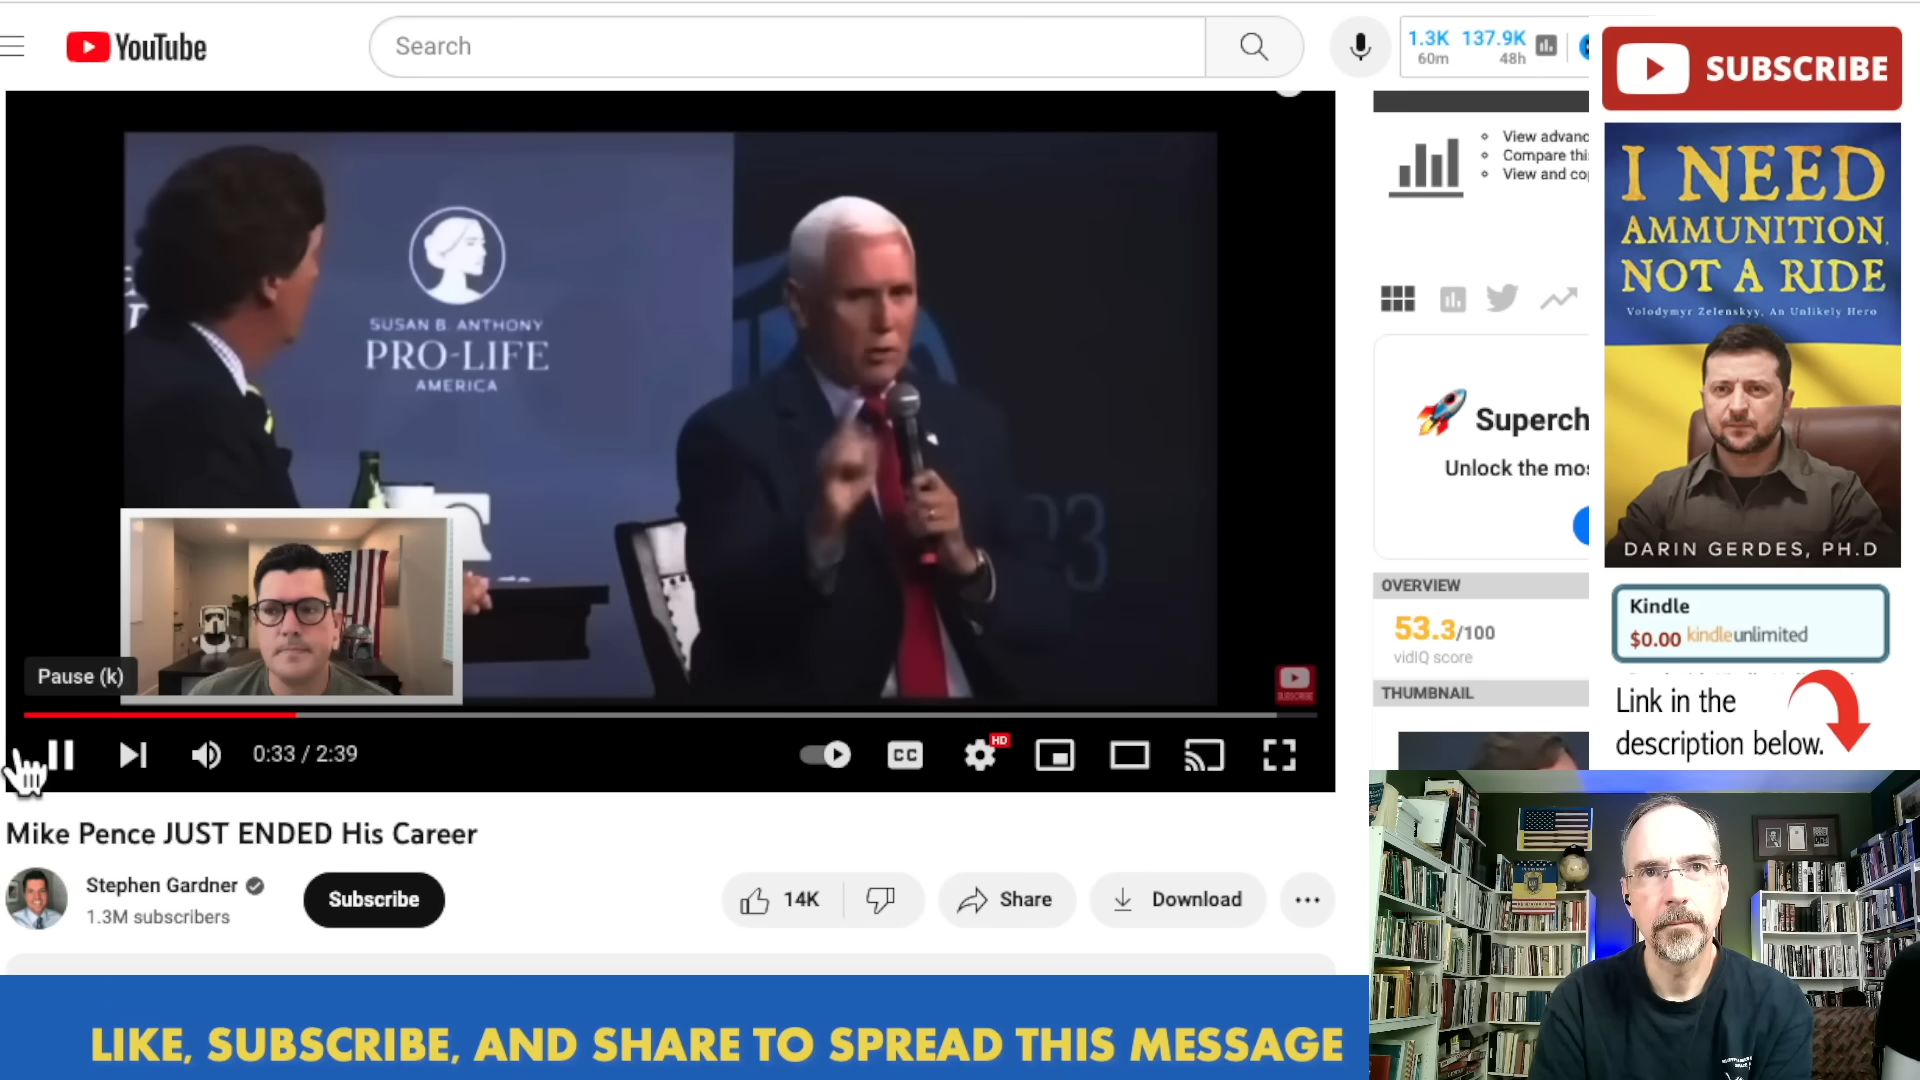 YouTube
Search
1.3K 137.9K
60m 48h
SUBSCRIBE
View advanc
Compare thi
View and co
I NEED
AMMUNITION,
NOT A RIDE
Volodymyr Zelenskyy, An Unlikely Hero
DARIN GERDES, PH.D
SUSAN B. ANTHONY
PRO-LIFE
AMERICA
23
Superch
Unlock the mos
OVERVIEW
53.3/100
vidIQ score
THUMBNAIL
Kindle
$0.00 kindleunlimited
Link in the
description below.
Pause (k)
SUBSCRIBE
0:33 / 2:39
CC
HD
Mike Pence JUST ENDED His Career
Stephen Gardner
1.3M subscribers
Subscribe
14K
Share
Download
LIKE, SUBSCRIBE, AND SHARE TO SPREAD THIS MESSAGE